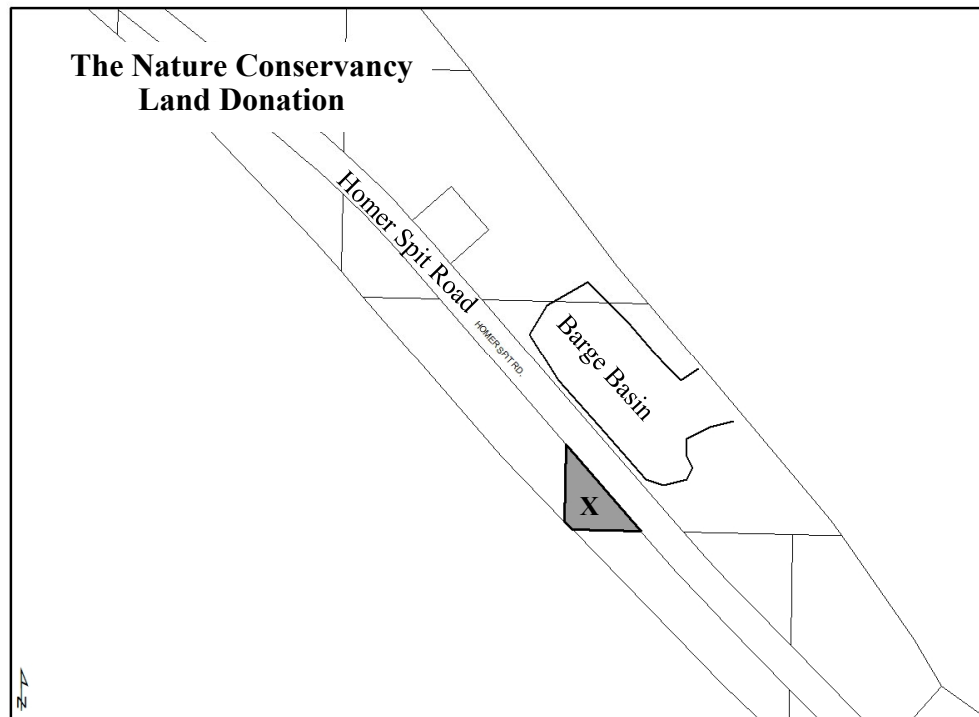 The Nature Conservancy
Land Donation
Homer Spit Road
HOMER SPIT RD.
Barge Basin
X
N